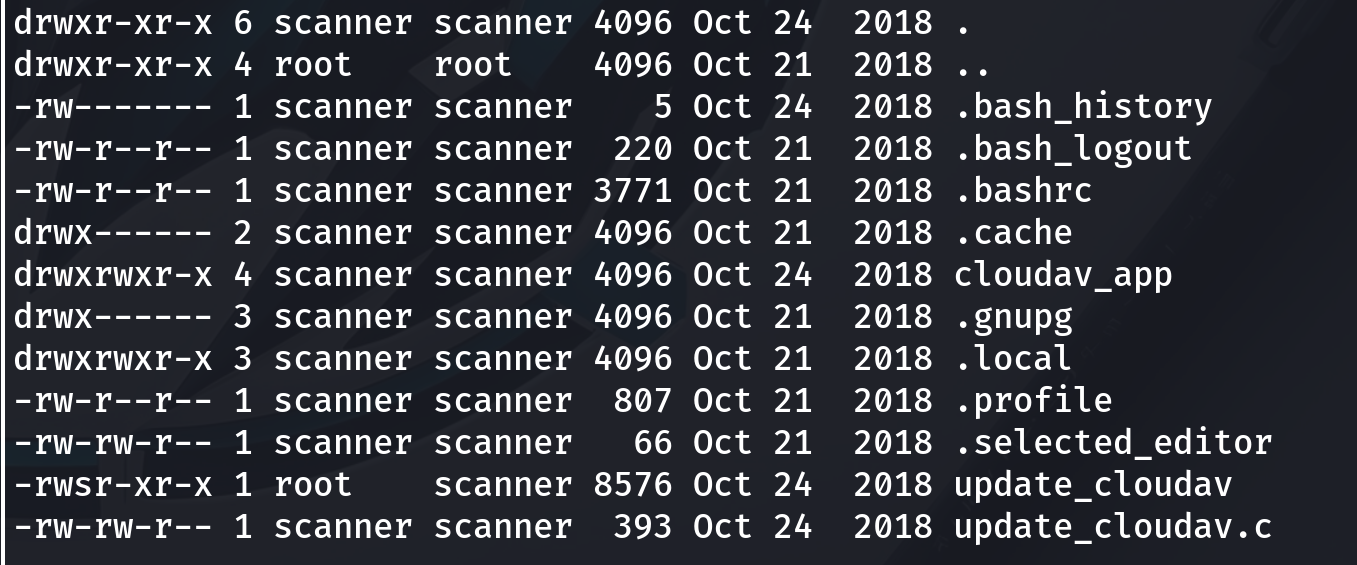 drwxr-xr-x 6 scanner scanner 4096 Oct 24  2018 .
drwxr-xr-x 4 root    root    4096 Oct 21  2018 ..
-rw------- 1 scanner scanner    5 Oct 24  2018 .bash_history
-rw-r--r-- 1 scanner scanner  220 Oct 21  2018 .bash_logout
-rw-r--r-- 1 scanner scanner 3771 Oct 21  2018 .bashrc
drwx------ 2 scanner scanner 4096 Oct 21  2018 .cache
drwxrwxr-x 4 scanner scanner 4096 Oct 24  2018 cloudav_app
drwx------ 3 scanner scanner 4096 Oct 21  2018 .gnupg
drwxrwxr-x 3 scanner scanner 4096 Oct 21  2018 .local
-rw-r--r-- 1 scanner scanner  807 Oct 21  2018 .profile
-rw-rw-r-- 1 scanner scanner   66 Oct 21  2018 .selected_editor
-rwsr-xr-x 1 root    scanner 8576 Oct 24  2018 update_cloudav
-rw-rw-r-- 1 scanner scanner  393 Oct 24  2018 update_cloudav.c